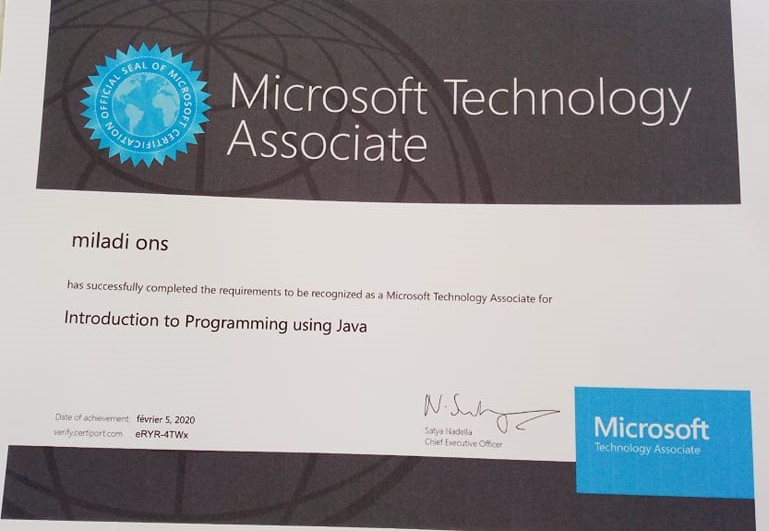 OFFICIAL SEAL OF MICROSOFT CERTIFICATION
Microsoft Technology
Associate
miladi ons
has successfully completed the requirements to be recognized as a Microsoft Technology Associate for
Introduction to Programming using Java
Date of achievement: février 5, 2020
verify.certiport.com eRYR-4TWx
N. Satya
Satya Nadella
Chief Executive Officer
Microsoft
Technology Associate